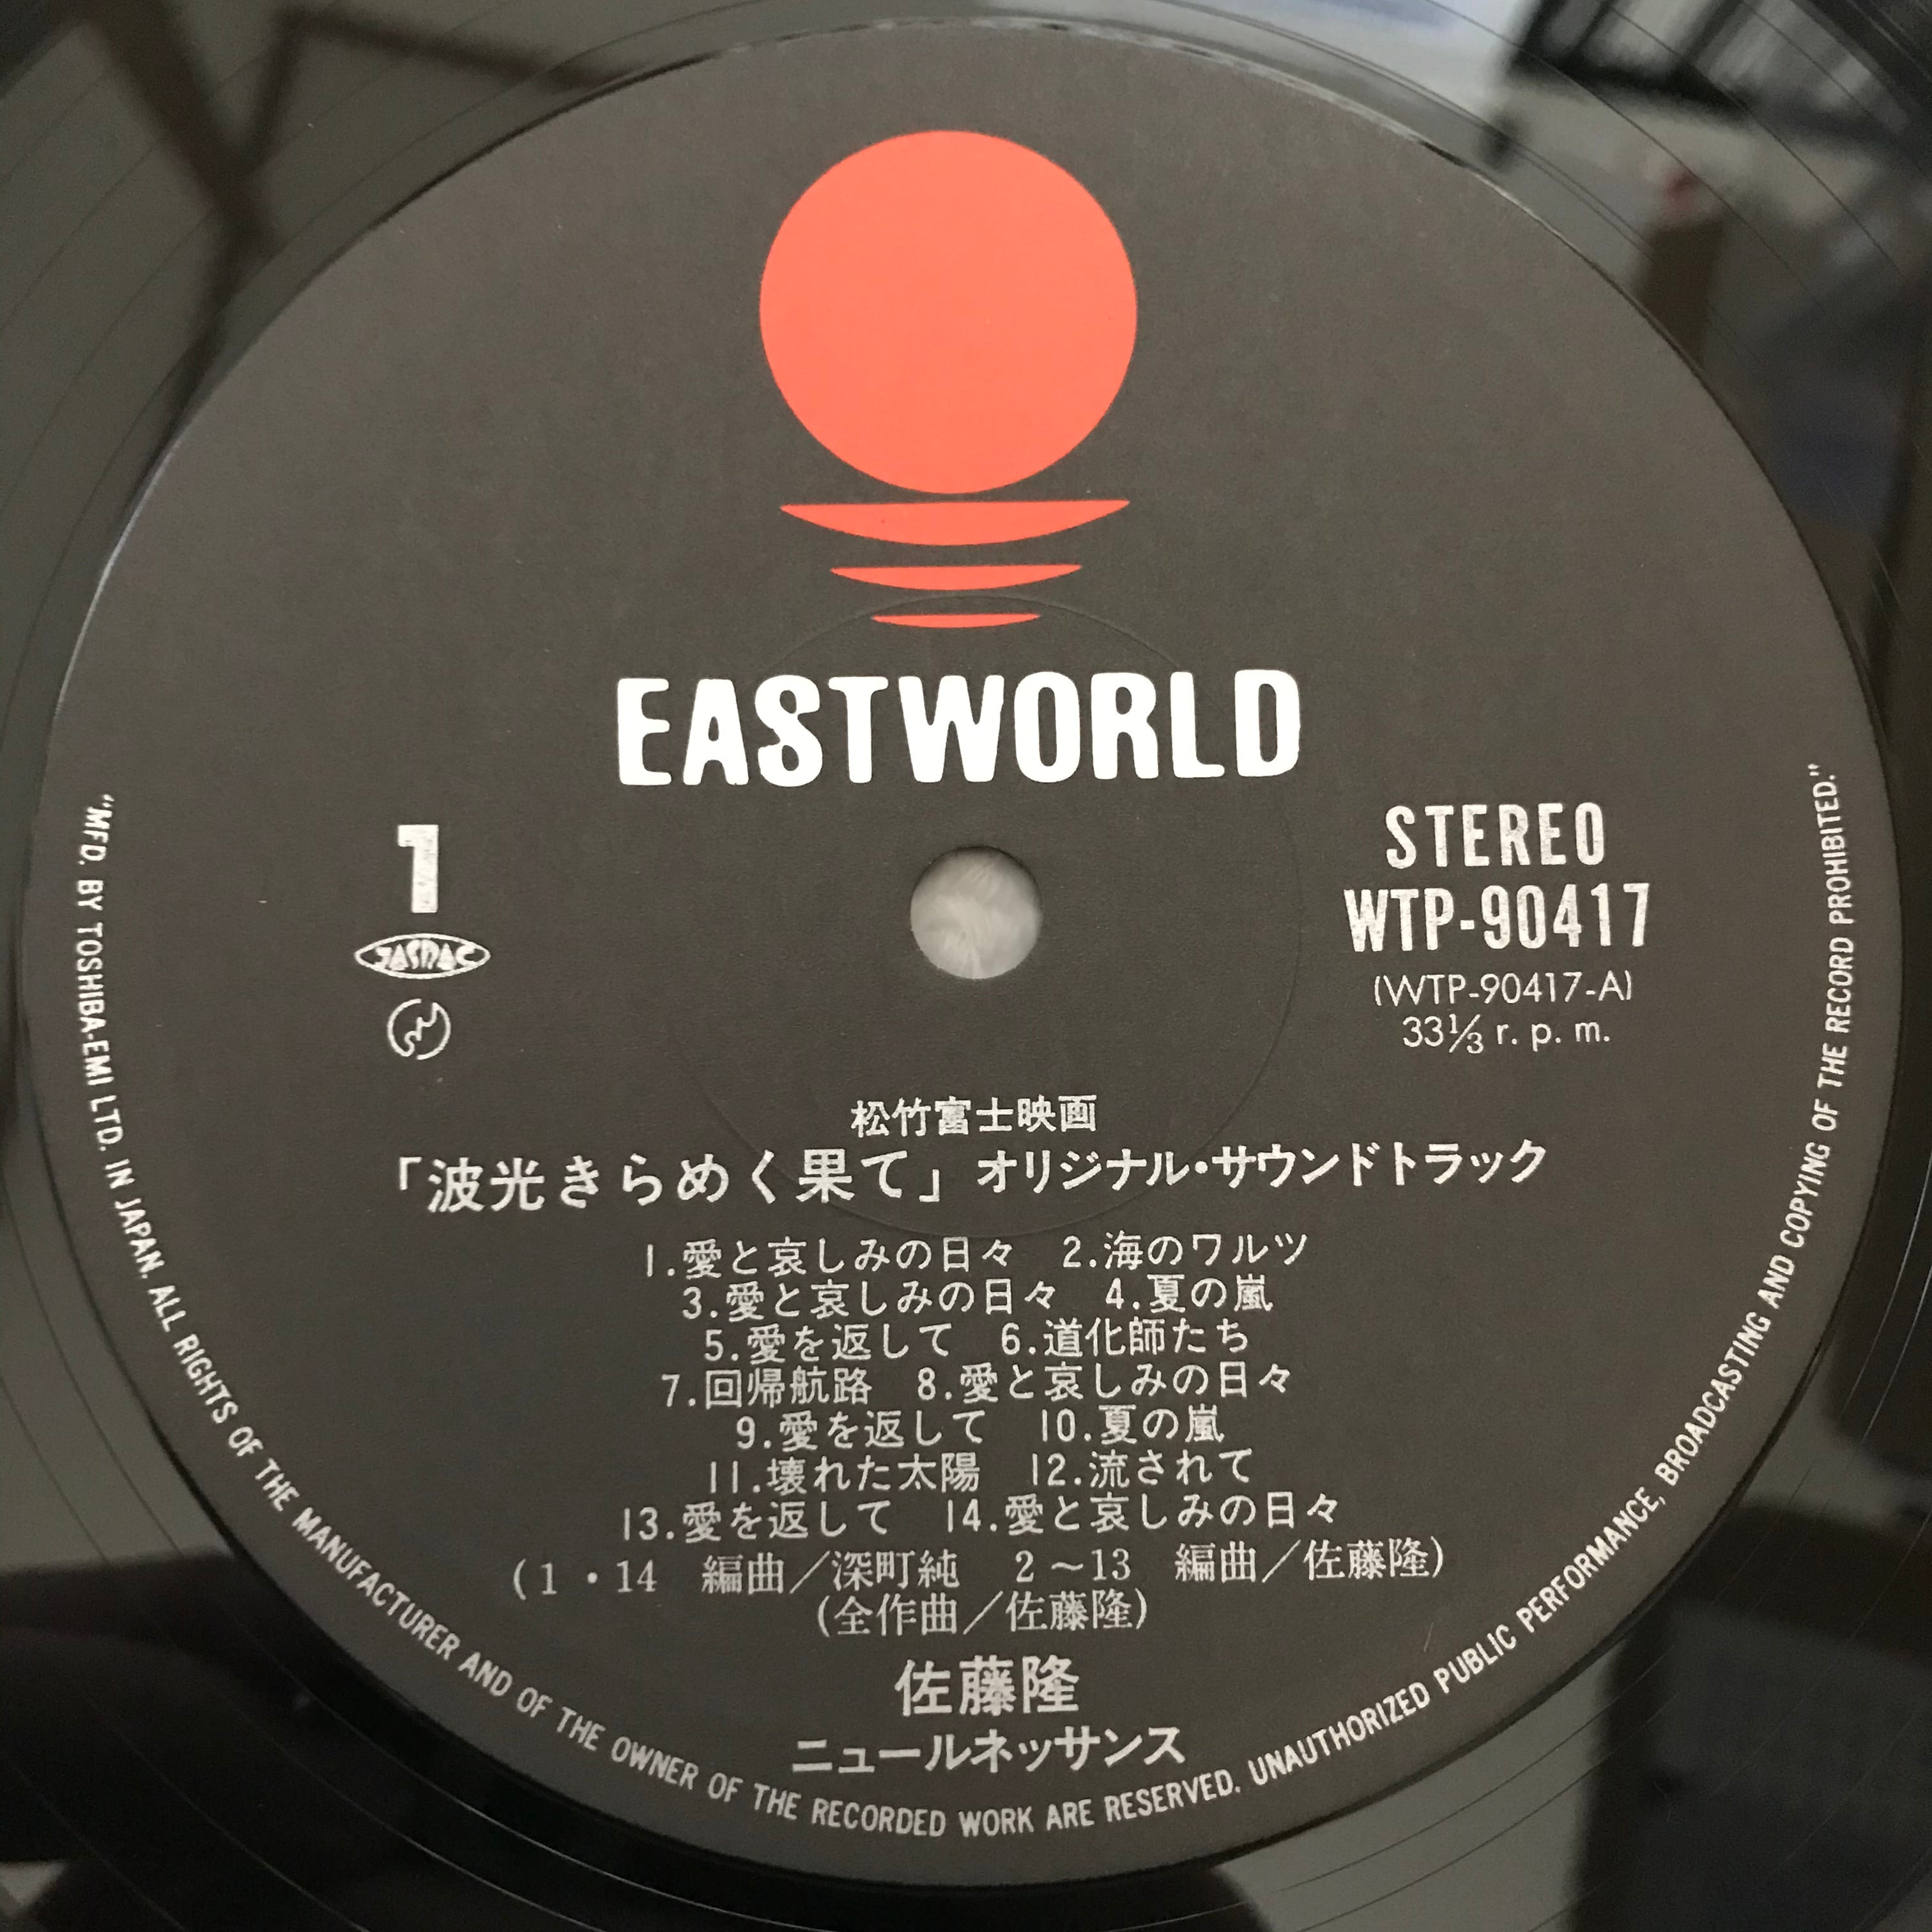 EASTWORLD
1
JASRAC
STEREO
WTP-90417
(WTP-90417-A)
33⅓ r. p. m.
松竹富士映画
「波光きらめく果て」オリジナル・サウンドトラック
1.愛と哀しみの日々 2.海のワルツ
3.愛と哀しみの日々 4.夏の嵐
5.愛を返して 6.道化師たち
7.回帰航路 8.愛と哀しみの日々
9.愛を返して 10.夏の嵐
11.壊れた太陽 12.流されて
13.愛を返して 14.愛と哀しみの日々
(1・14 編曲／深町純 2～13 編曲／佐藤隆)
(全作曲／佐藤隆)
佐藤隆
ニュールネッサンス
"MFD. BY TOSHIBA-EMI LTD. IN JAPAN. ALL RIGHTS OF THE MANUFACTURER AND OF THE OWNER OF THE RECORDED WORK ARE RESERVED. UNAUTHORIZED PUBLIC PERFORMANCE, BROADCASTING AND COPYING OF THE RECORD PROHIBITED."